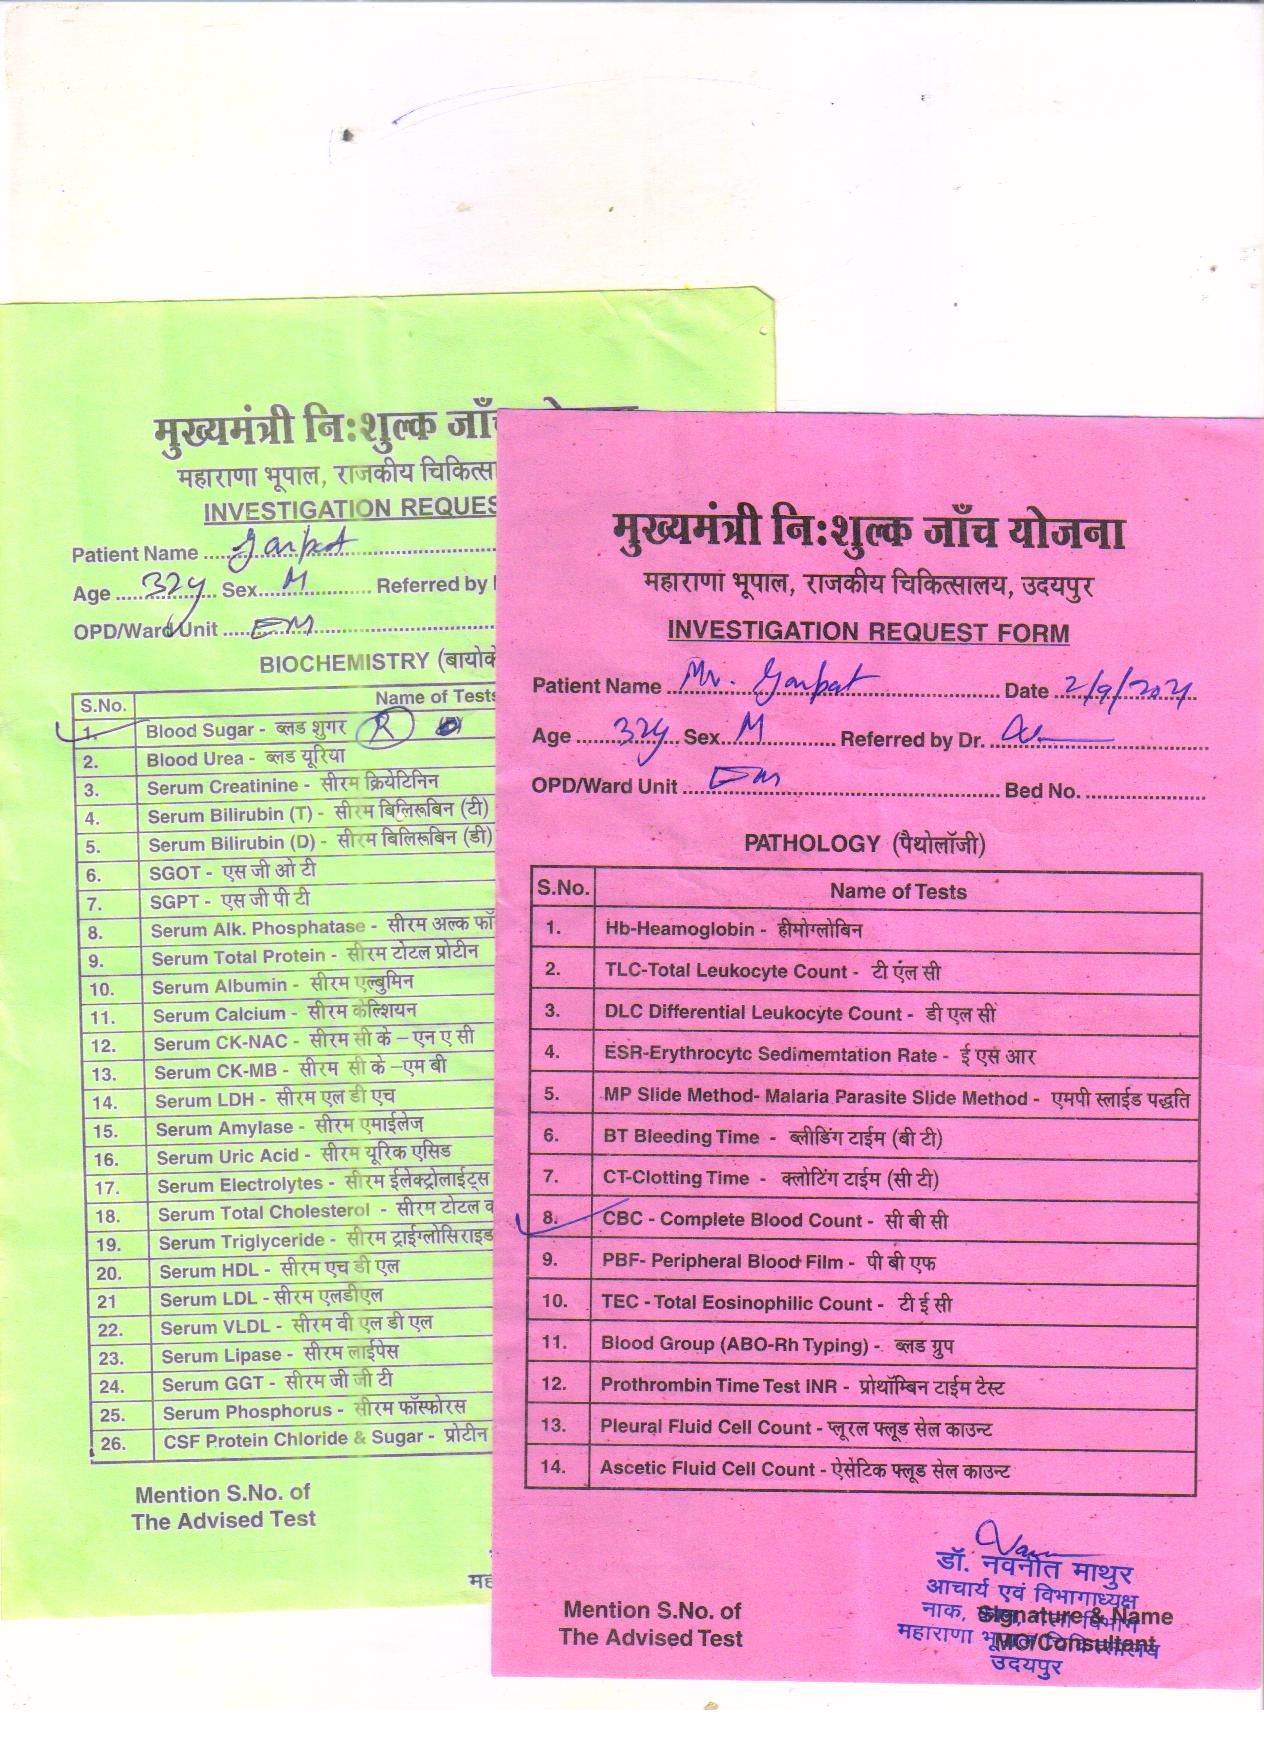 मुख्यमंत्री नि:शुल्क जाँच
महाराणा भूपाल, राजकीय चिकित्स
INVESTIGATION REQUES
Patient Name Ganpat
Age 32y Sex M Referred by
OPD/Ward Unit
BIOCHEMISTRY (बायोके
S.No. Name of Tests
1. Blood Sugar - ब्लड शुगर R
2. Blood Urea - ब्लड यूरिया
3. Serum Creatinine - सीरम क्रियेटिनिन
4. Serum Bilirubin (T) - सीरम बिलिरूबिन (टी)
5. Serum Bilirubin (D) - सीरम बिलिरूबिन (डी)
6. SGOT - एस जी ओ टी
7. SGPT - एस जी पी टी
8. Serum Alk. Phosphatase - सीरम अल्क फॉ
9. Serum Total Protein - सीरम टोटल प्रोटीन
10. Serum Albumin - सीरम एल्बुमिन
11. Serum Calcium - सीरम केल्शियन
12. Serum CK-NAC - सीरम सी के – एन ए सी
13. Serum CK-MB - सीरम सी के –एम बी
14. Serum LDH - सीरम एल डी एच
15. Serum Amylase - सीरम एमाईलेज
16. Serum Uric Acid - सीरम यूरिक एसिड
17. Serum Electrolytes - सीरम ईलेक्ट्रोलाईट्स
18. Serum Total Cholesterol - सीरम टोटल क
19. Serum Triglyceride - सीरम ट्राईग्लोसिराइड
20. Serum HDL - सीरम एच डी एल
21 Serum LDL - सीरम एलडीएल
22. Serum VLDL - सीरम वी एल डी एल
23. Serum Lipase - सीरम लाईपेस
24. Serum GGT - सीरम जी जी टी
25. Serum Phosphorus - सीरम फॉस्फोरस
26. CSF Protein Chloride & Sugar - प्रोटीन
Mention S.No. of
The Advised Test
मह
मुख्यमंत्री नि:शुल्क जाँच योजना
महाराणा भूपाल, राजकीय चिकित्सालय, उदयपुर
INVESTIGATION REQUEST FORM
Patient Name Mr. Ganpat Date 2/9/2021
Age 32y Sex M Referred by Dr.
OPD/Ward Unit Bed No.
PATHOLOGY (पैथोलॉजी)
S.No. Name of Tests
1. Hb-Heamoglobin - हीमोग्लोबिन
2. TLC-Total Leukocyte Count - टी एल सी
3. DLC Differential Leukocyte Count - डी एल सी
4. ESR-Erythrocytc Sedimemtation Rate - ई एस आर
5. MP Slide Method- Malaria Parasite Slide Method - एमपी स्लाईड पद्धति
6. BT Bleeding Time - ब्लीडिंग टाईम (बी टी)
7. CT-Clotting Time - क्लोटिंग टाईम (सी टी)
8. CBC - Complete Blood Count - सी बी सी
9. PBF- Peripheral Blood Film - पी बी एफ
10. TEC - Total Eosinophilic Count - टी ई सी
11. Blood Group (ABO-Rh Typing) - ब्लड ग्रुप
12. Prothrombin Time Test INR - प्रोथॉम्बिन टाईम टैस्ट
13. Pleural Fluid Cell Count - प्लूरल फ्लूड सेल काउन्ट
14. Ascetic Fluid Cell Count - ऐसेटिक फ्लूड सेल काउन्ट
डॉ. नवनीत माथुर
आचार्य एवं विभागाध्यक्ष
नाक, कान, गला विभाग
महाराणा भूपाल चिकित्सालय
उदयपुर
Mention S.No. of
The Advised Test
Signature & Name
MO/Consultant